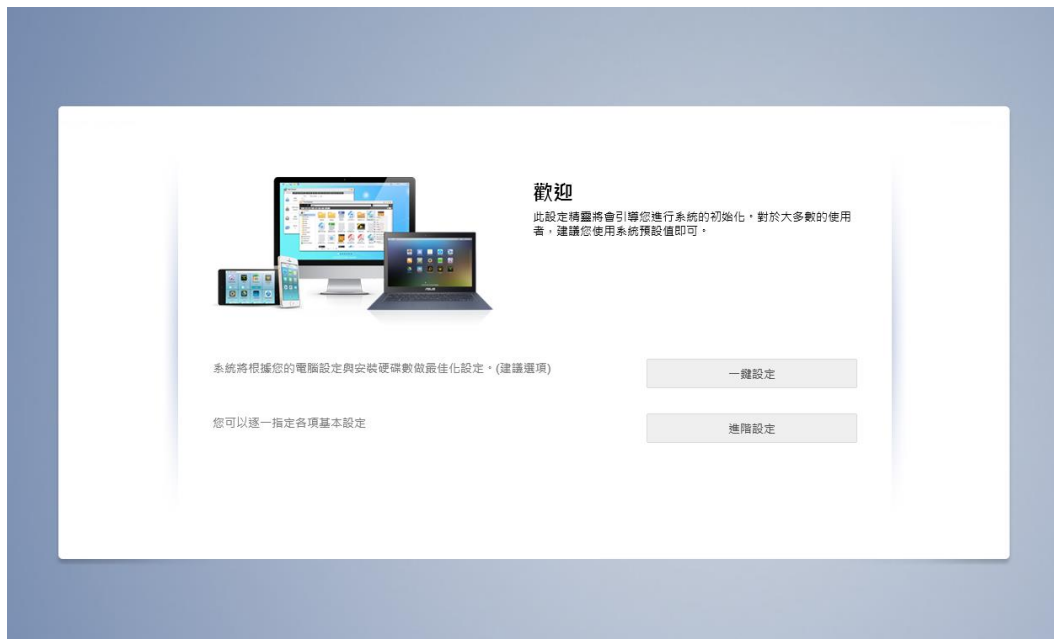 歡迎
此設定精靈將會引導您進行系統的初始化。對於大多數的使用
者，建議您使用系統預設值即可。
系統將根據您的電腦設定與安裝硬碟數做最佳化設定。(建議選項)
一鍵設定
您可以逐一指定各項基本設定
進階設定